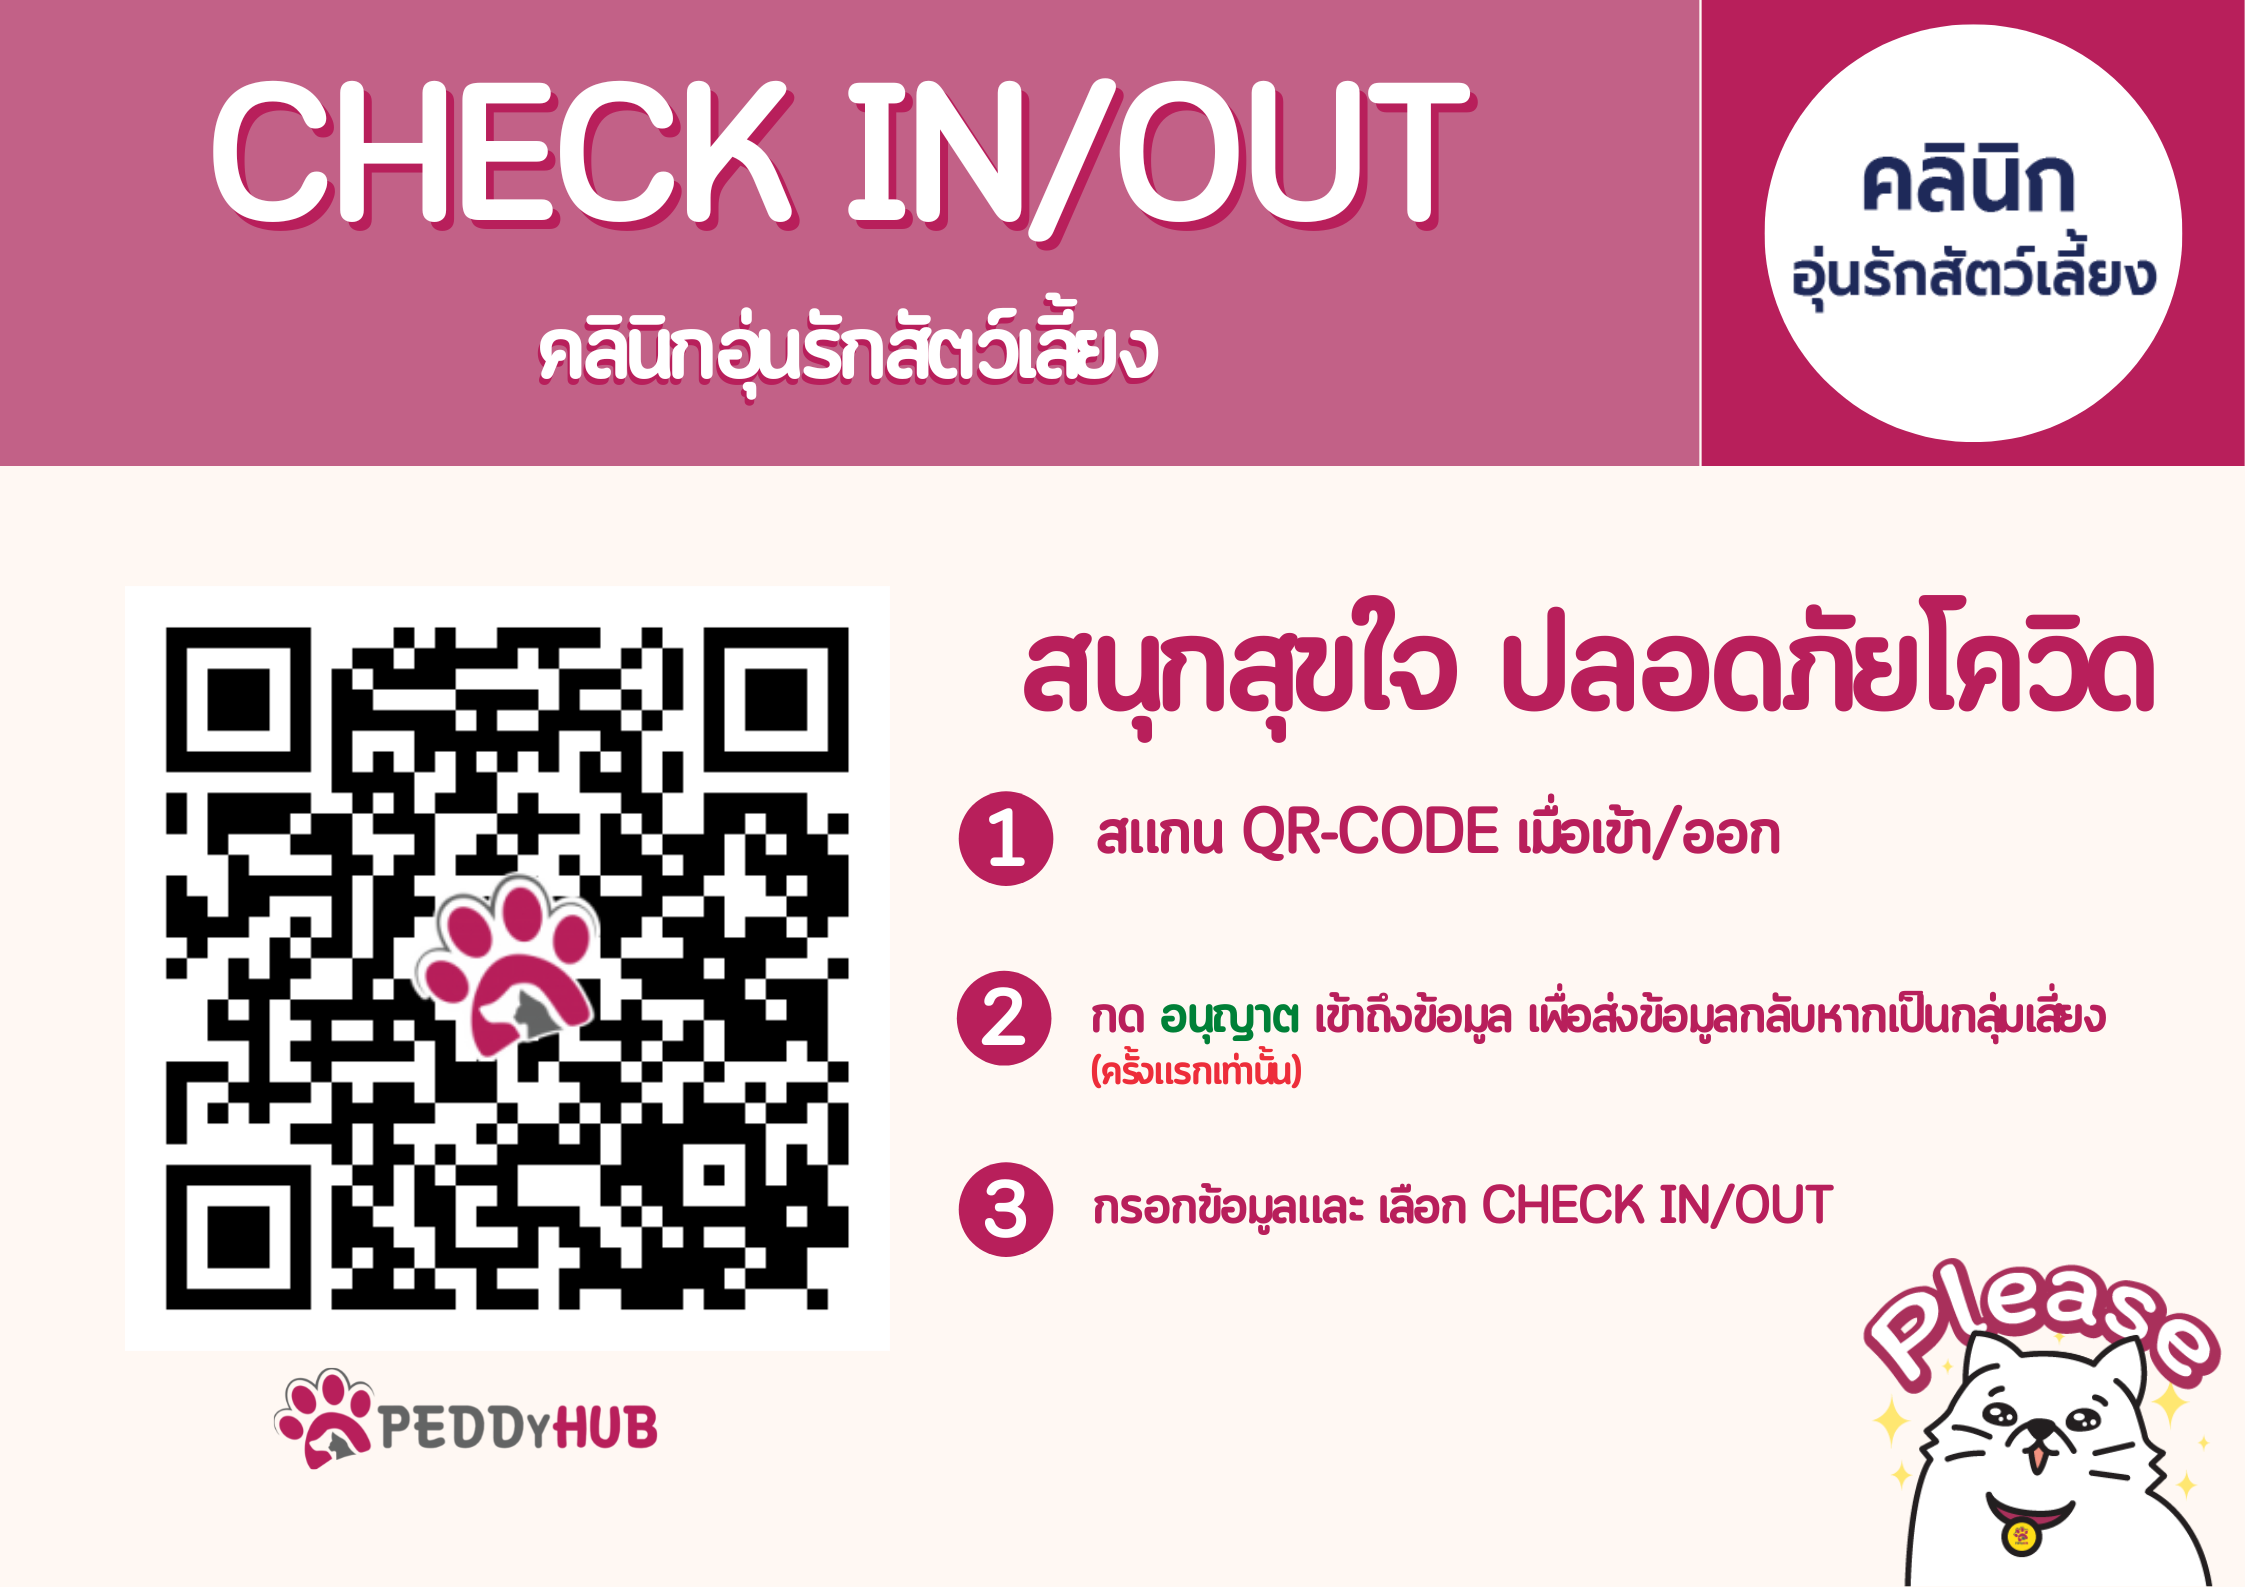 CHECK IN/OUT
คลินิกอุ่นรักสัตว์เลี้ยง
คลินิก
อุ่นรักสัตว์เลี้ยง
สนุกสุขใจ ปลอดภัยโควิด
1 สแกน QR-CODE เมื่อเข้า/ออก
2 กด อนุญาต เข้าถึงข้อมูล เพื่อส่งข้อมูลกลับหากเป็นกลุ่มเสี่ยง
(ครั้งแรกเท่านั้น)
3 กรอกข้อมูลและ เลือก CHECK IN/OUT
PEDDyHUB
Please